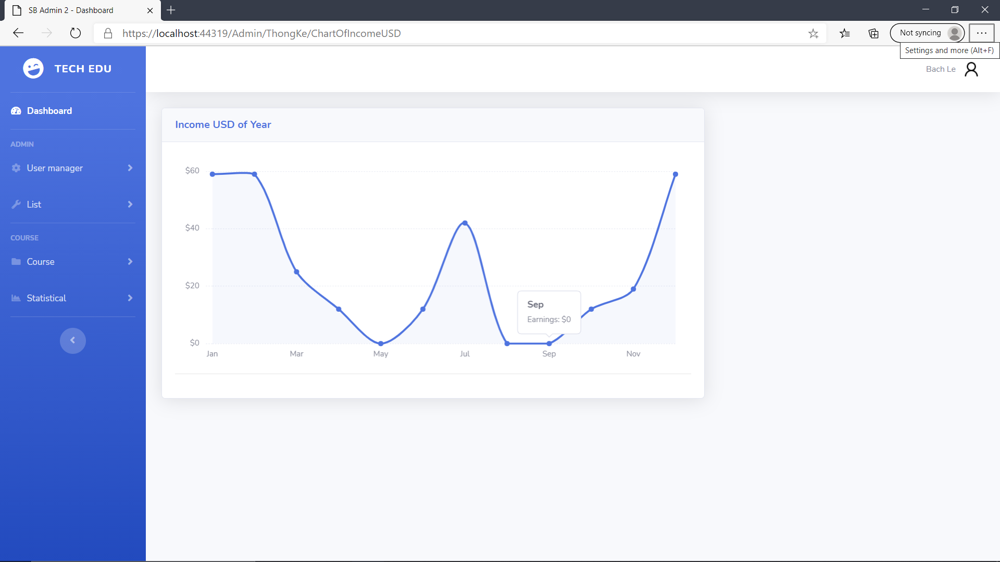 SB Admin 2 - Dashboard
https://localhost:44319/Admin/ThongKe/ChartOfIncomeUSD
Not syncing
Settings and more (Alt+F)
TECH EDU
Bach Le
Dashboard
ADMIN
User manager
List
COURSE
Course
Statistical
Income USD of Year
$60
$40
$20
$0
Sep
Earnings: $0
Jan Mar May Jul Sep Nov